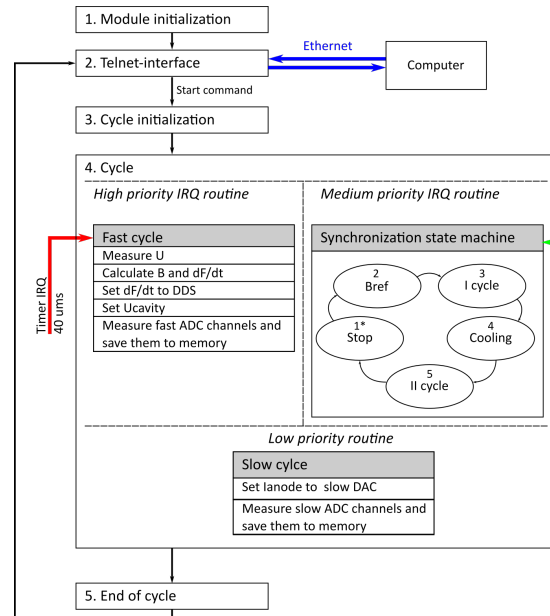 1. Module initialization
Ethernet
2. Telnet-interface
Computer
Start command
3. Cycle initialization
4. Cycle
High priority IRQ routine
Medium priority IRQ routine
Timer IRQ
40 ums
Fast cycle
Measure U
Calculate B and dF/dt
Set dF/dt to DDS
Set Ucavity
Measure fast ADC channels and
save them to memory
Synchronization state machine
2
Bref
3
I cycle
1*
Stop
4
Cooling
5
II cycle
Low priority routine
Slow cylce
Set Ianode to slow DAC
Measure slow ADC channels and
save them to memory
5. End of cycle